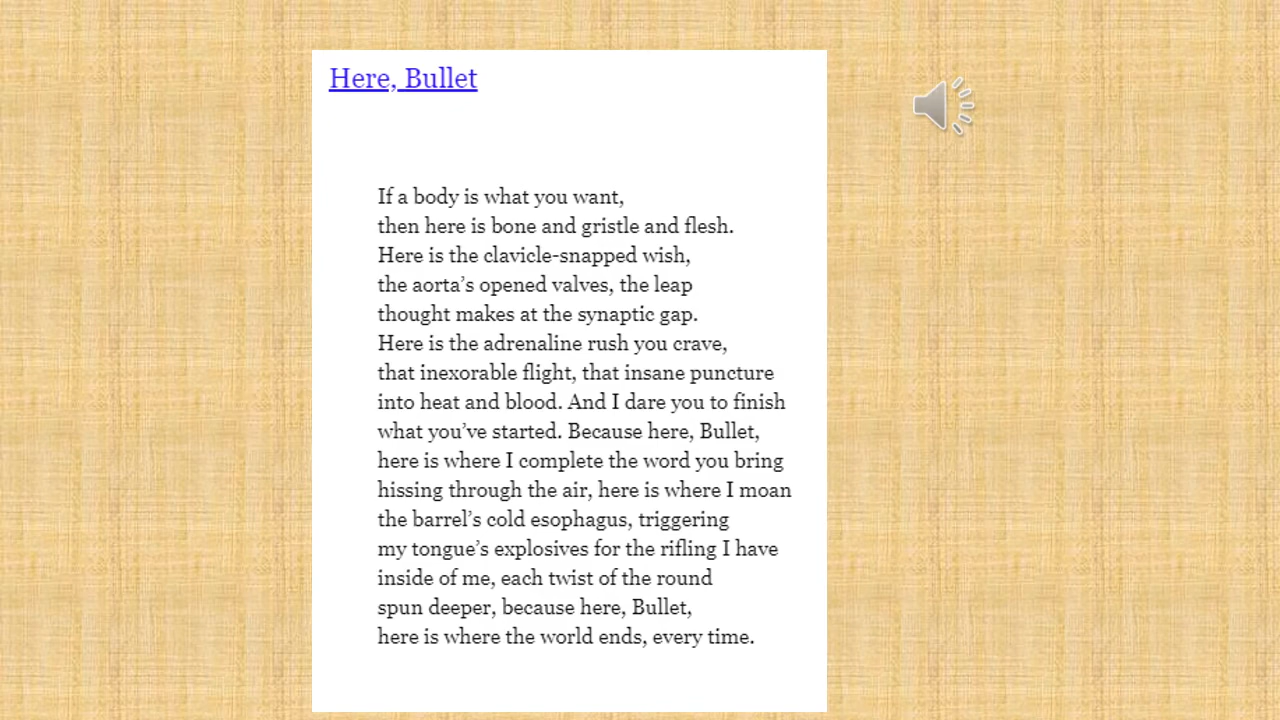 Here, Bullet
If a body is what you want,
then here is bone and gristle and flesh.
Here is the clavicle-snapped wish,
the aorta’s opened valves, the leap
thought makes at the synaptic gap.
Here is the adrenaline rush you crave,
that inexorable flight, that insane puncture
into heat and blood. And I dare you to finish
what you’ve started. Because here, Bullet,
here is where I complete the word you bring
hissing through the air, here is where I moan
the barrel’s cold esophagus, triggering
my tongue’s explosives for the rifling I have
inside of me, each twist of the round
spun deeper, because here, Bullet,
here is where the world ends, every time.